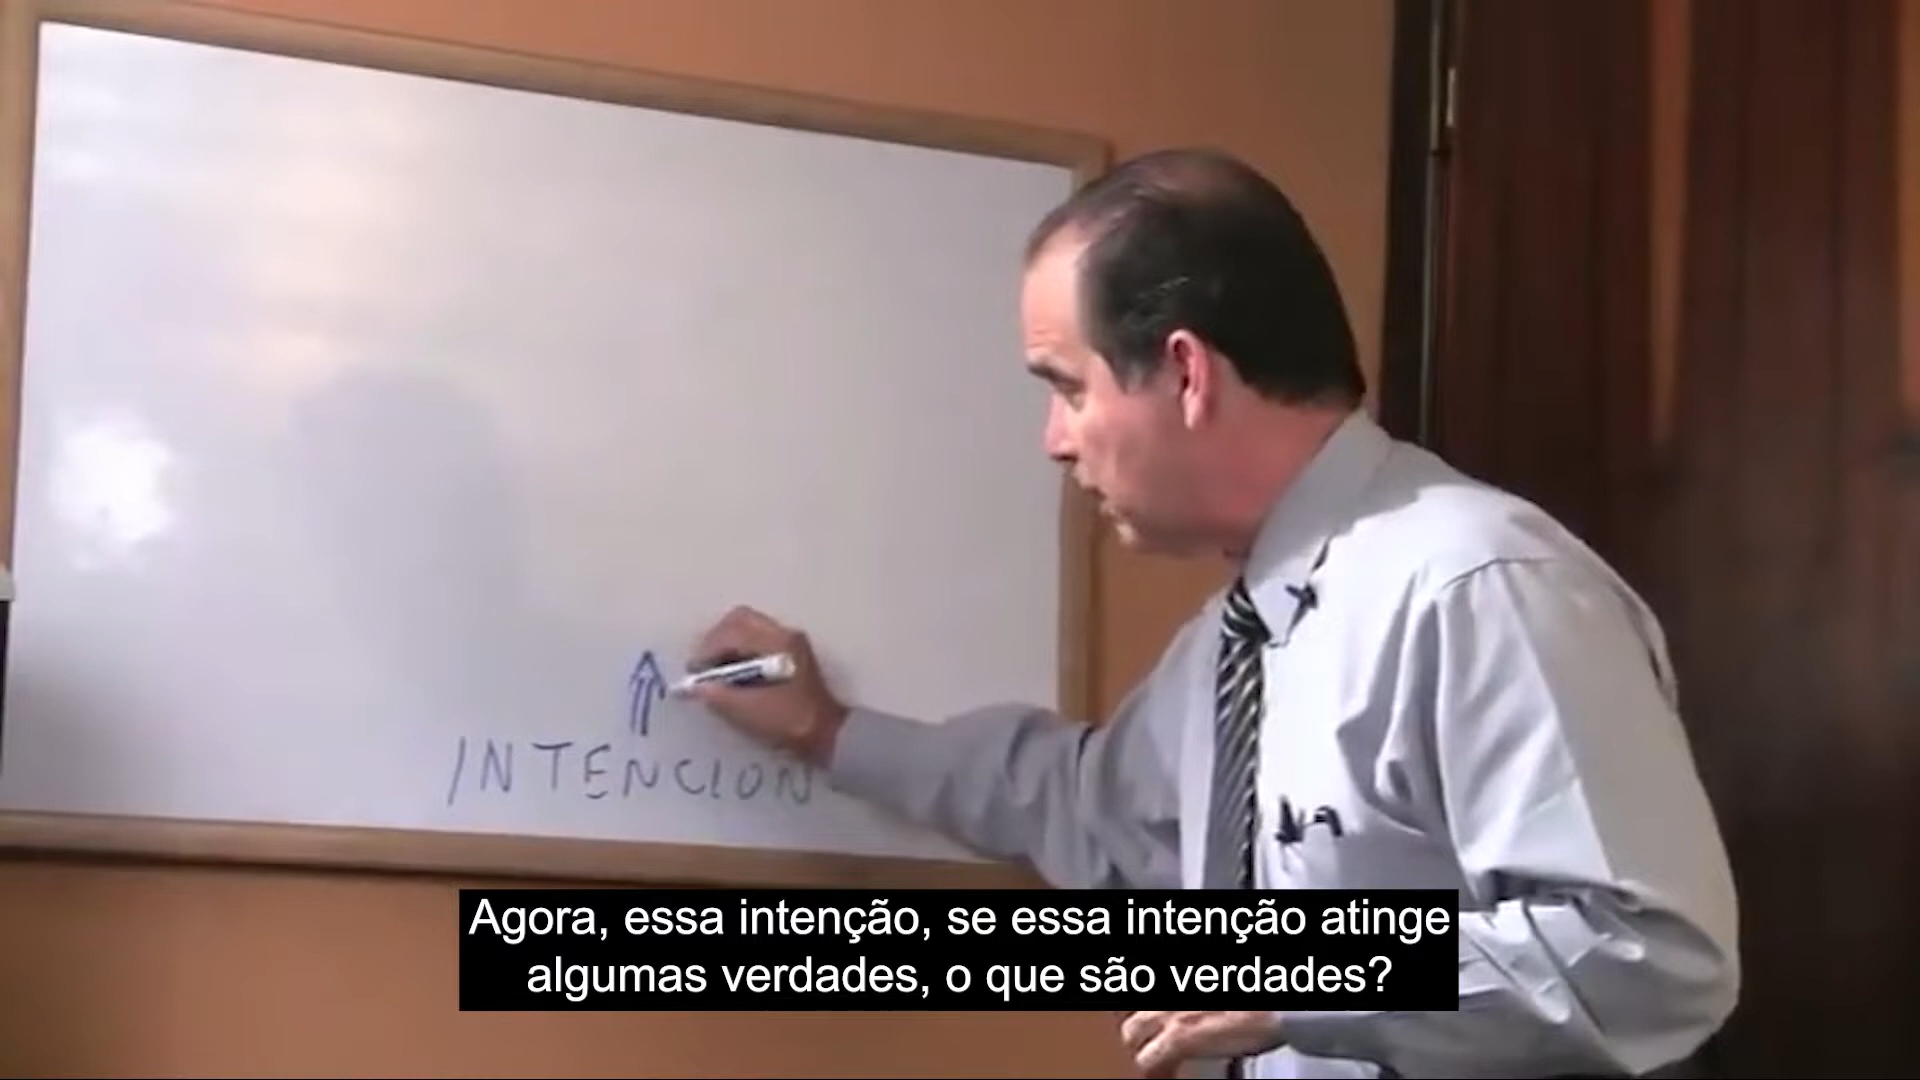 INTENCION
Agora, essa intenção, se essa intenção atinge
algumas verdades, o que são verdades?